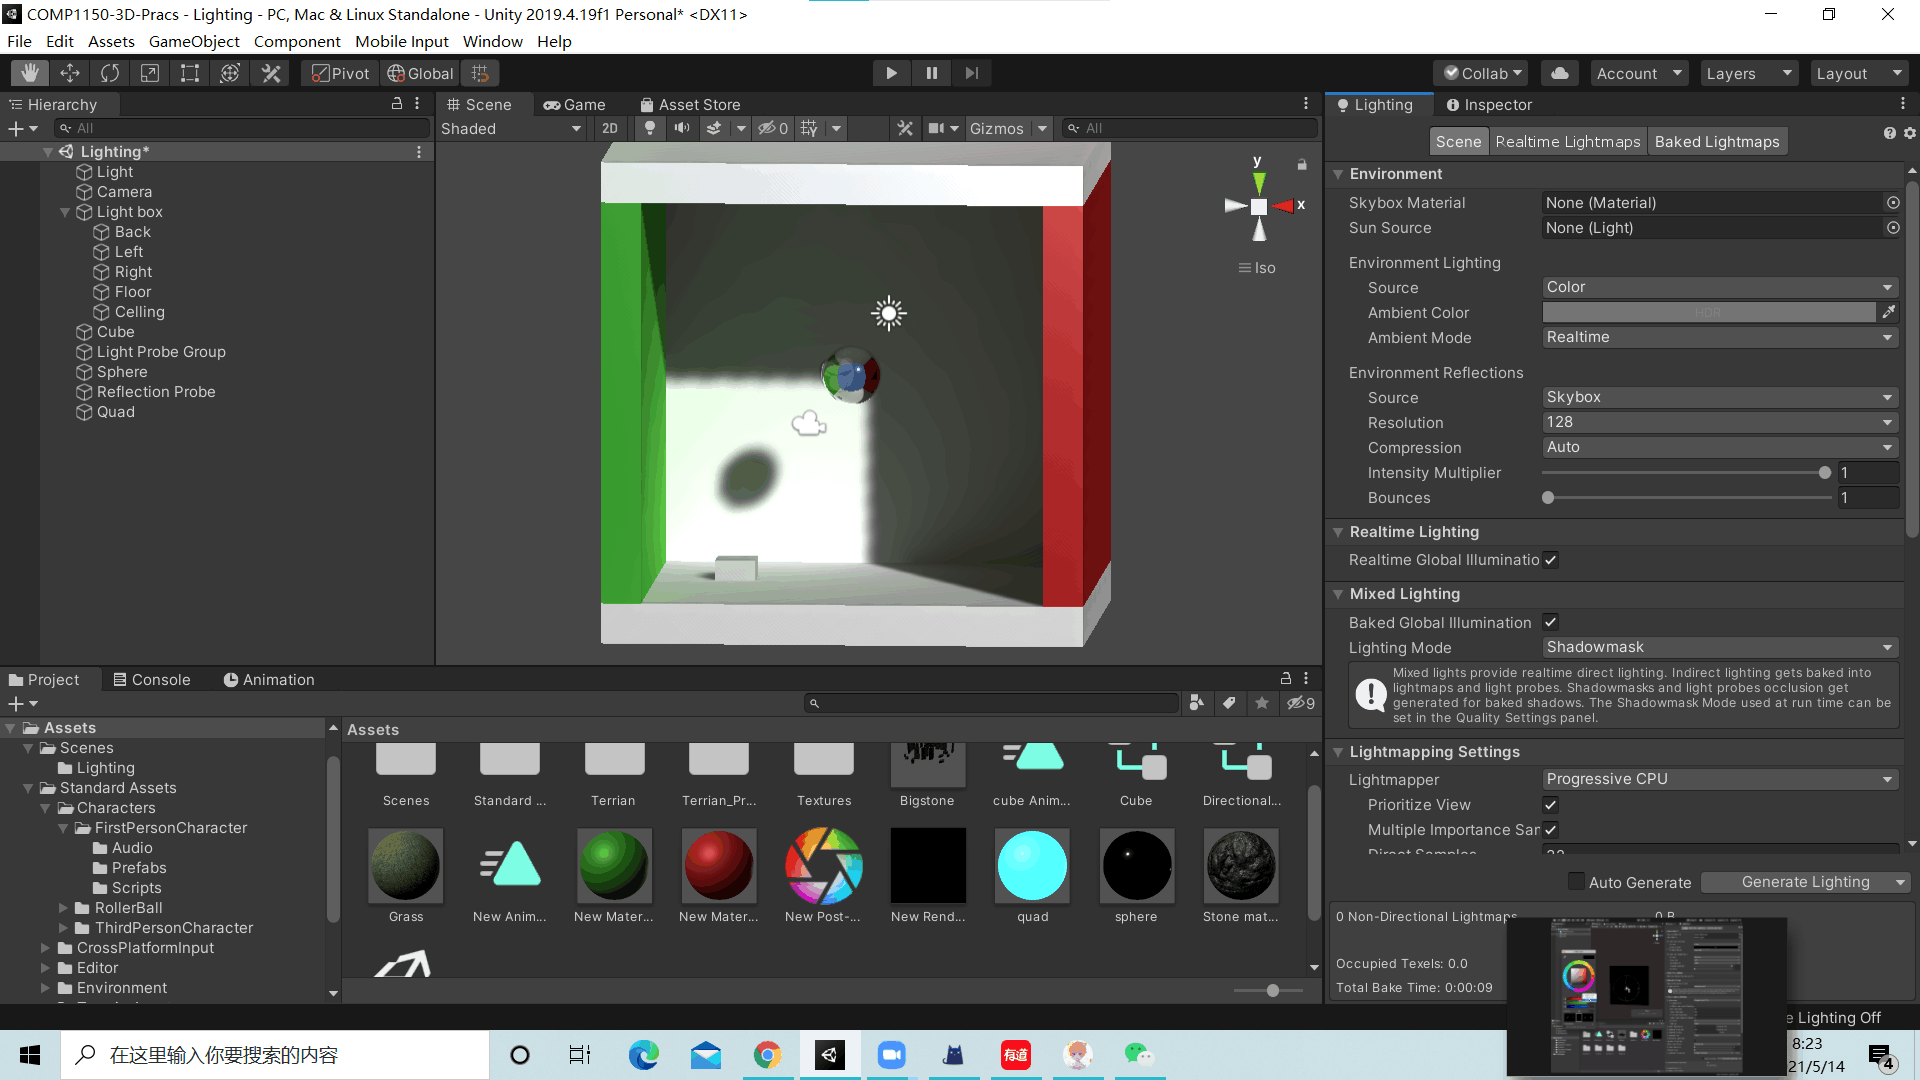 COMP1150-3D-Pracs - Lighting - PC, Mac & Linux Standalone - Unity 2019.4.19f1 Personal* <DX11>
File Edit Assets GameObject Component Mobile Input Window Help
Pivot Global Collab Account Layers Layout
Hierarchy
All
Lighting*
Light
Camera
Light box
Back
Left
Right
Floor
Celling
Cube
Light Probe Group
Sphere
Reflection Probe
Quad
Scene Game Asset Store
Shaded 2D 0 Gizmos All
y
x
Iso
Lighting Inspector
Scene Realtime Lightmaps Baked Lightmaps
Environment
Skybox Material None (Material)
Sun Source None (Light)
Environment Lighting
Source Color
Ambient Color HDR
Ambient Mode Realtime
Environment Reflections
Source Skybox
Resolution 128
Compression Auto
Intensity Multiplier 1
Bounces 1
Realtime Lighting
Realtime Global Illuminatio
Mixed Lighting
Baked Global Illumination
Lighting Mode Shadowmask
Mixed lights provide realtime direct lighting. Indirect lighting gets baked into
lightmaps and light probes. Shadowmasks and light probes occlusion get
generated for baked shadows. The Shadowmask Mode used at run time can be
set in the Quality Settings panel.
Lightmapping Settings
Lightmapper Progressive CPU
Prioritize View
Multiple Importance Sar
Auto Generate Generate Lighting
0 Non-Directional Lightmaps 0 B
Occupied Texels: 0.0
Total Bake Time: 0:00:09
Project Console Animation
9
Assets
Scenes
Lighting
Standard Assets
Characters
FirstPersonCharacter
Audio
Prefabs
Scripts
RollerBall
ThirdPersonCharacter
CrossPlatformInput
Editor
Environment
Assets
Scenes Standard ... Terrian Terrian_Pr... Textures Bigstone cube Anim... Cube Directional...
Grass New Anim... New Mater... New Mater... New Post-... New Rend... quad sphere Stone mat...
e Lighting Off
在这里输入你要搜索的内容
有道
8:23
21/5/14
4